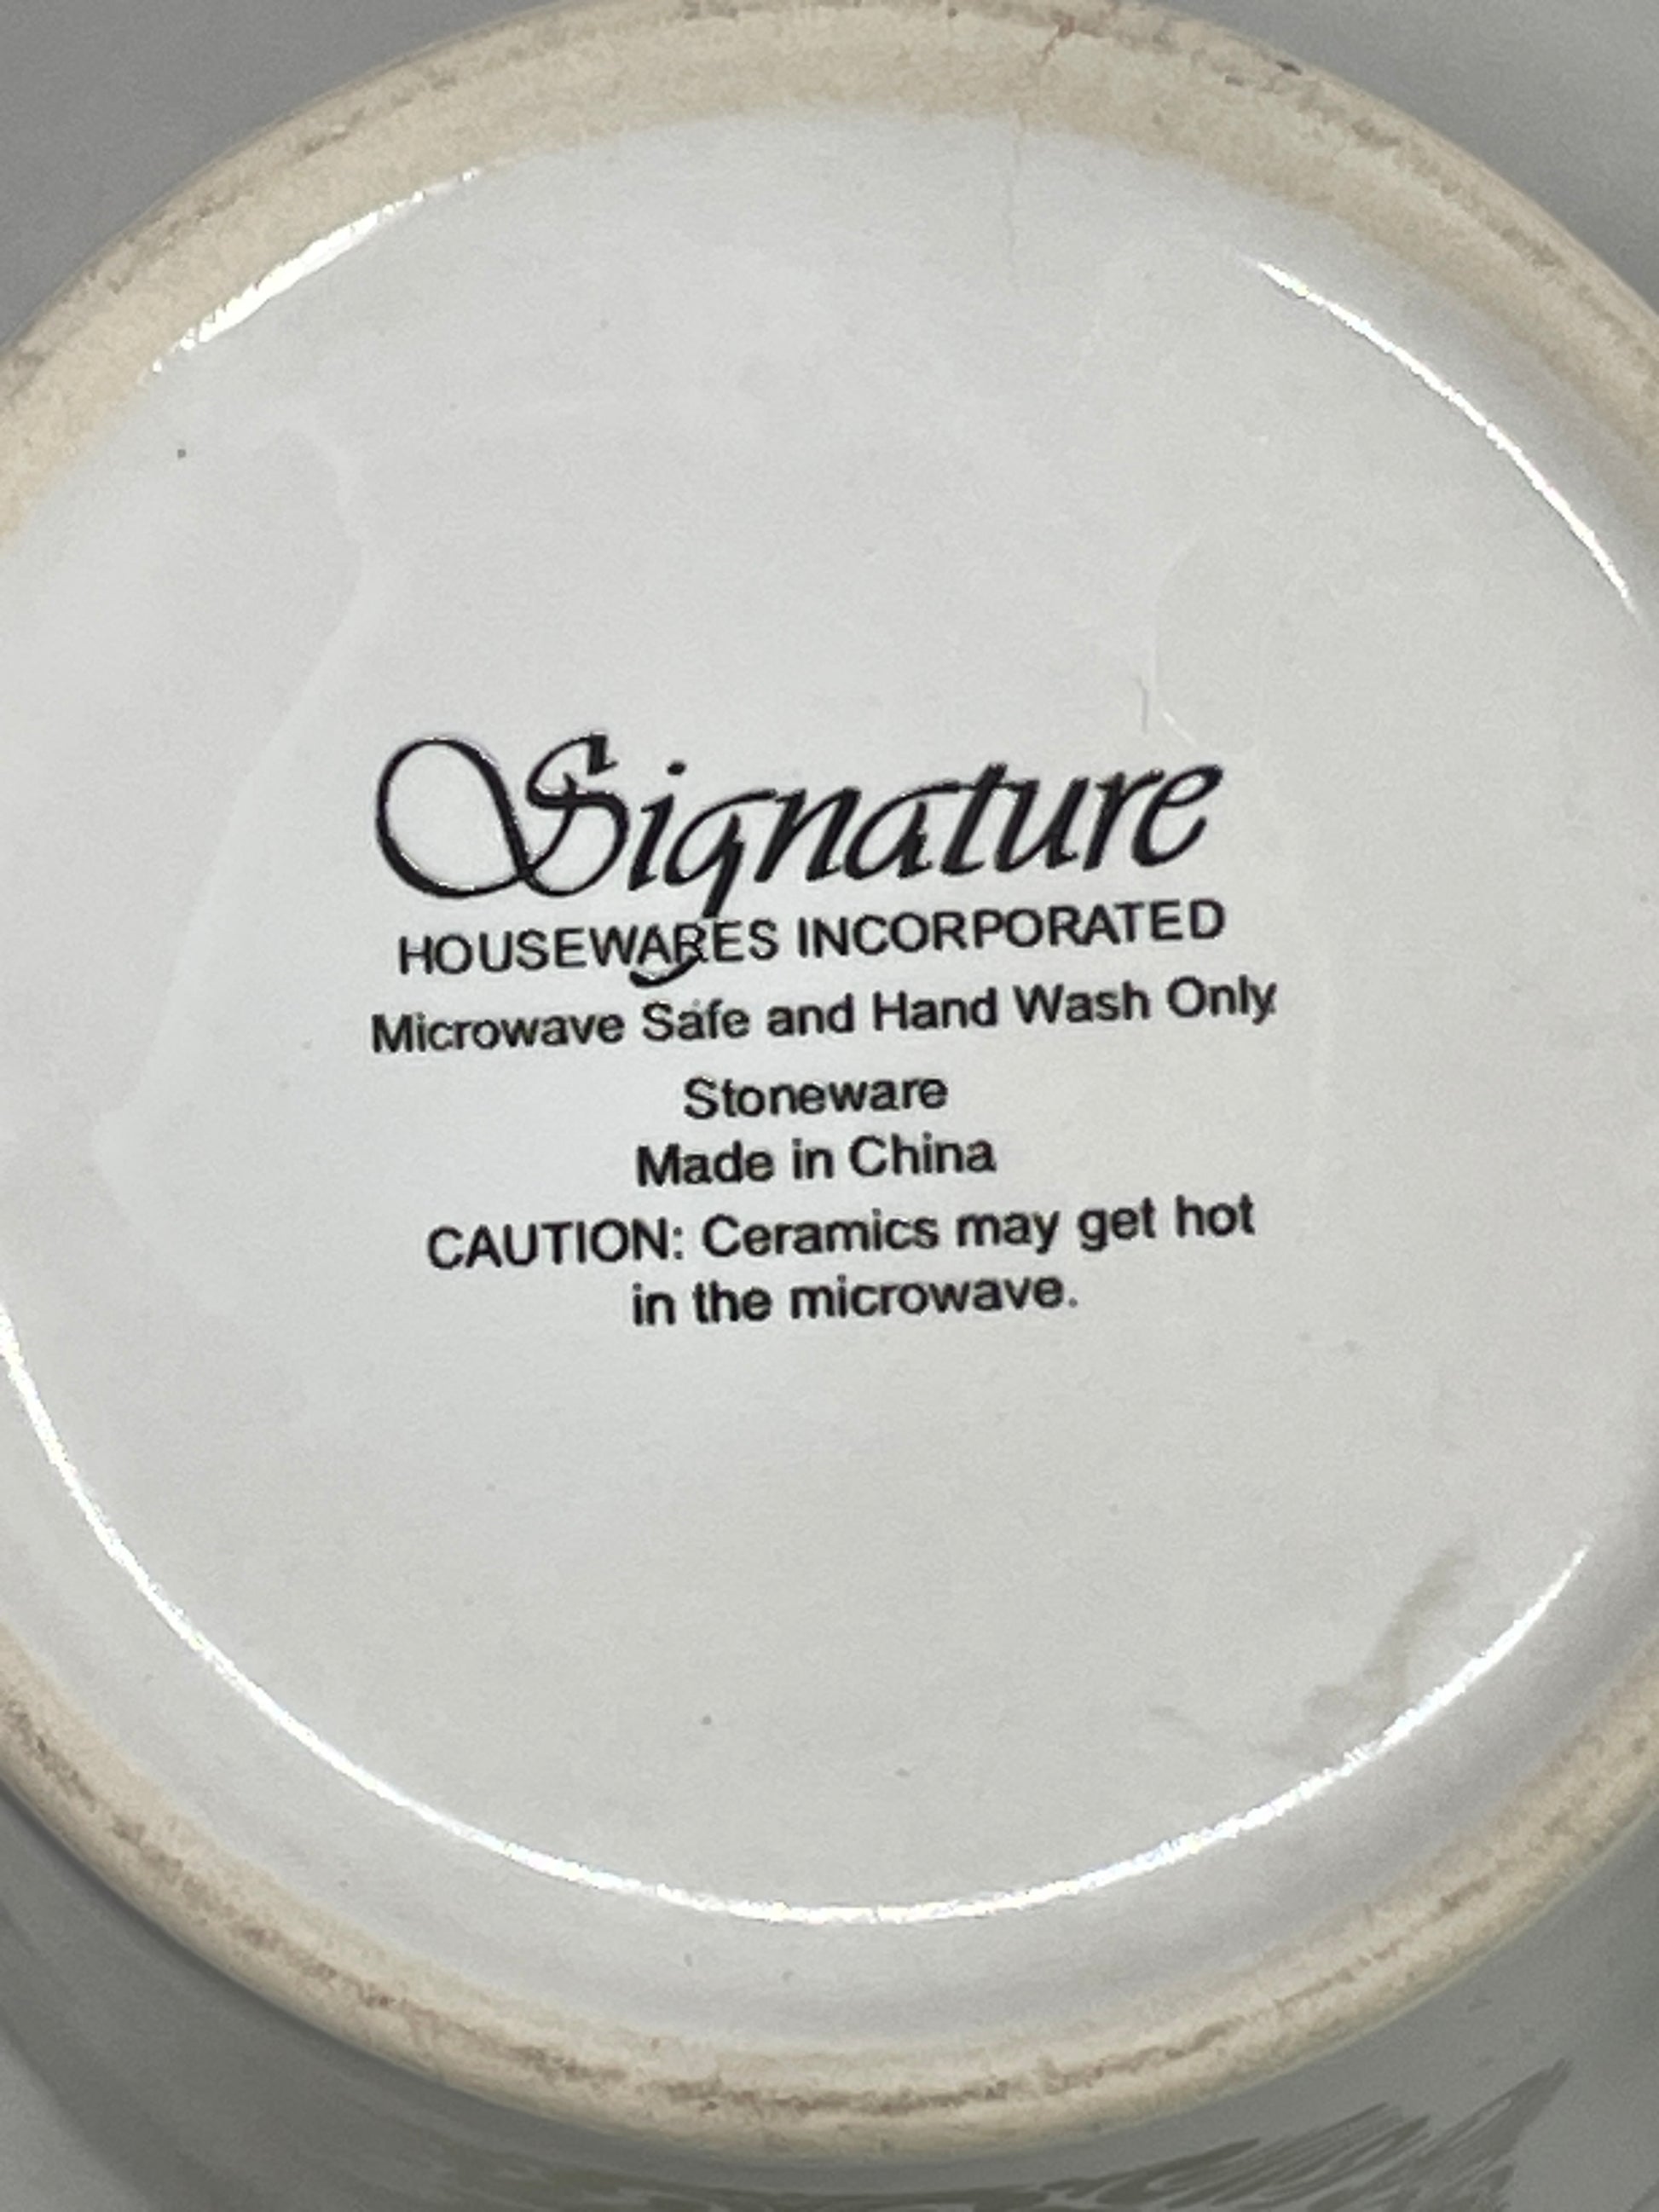 Signature
HOUSEWARES INCORPORATED
Microwave Safe and Hand Wash Only.
Stoneware
Made in China
CAUTION: Ceramics may get hot
in the microwave.